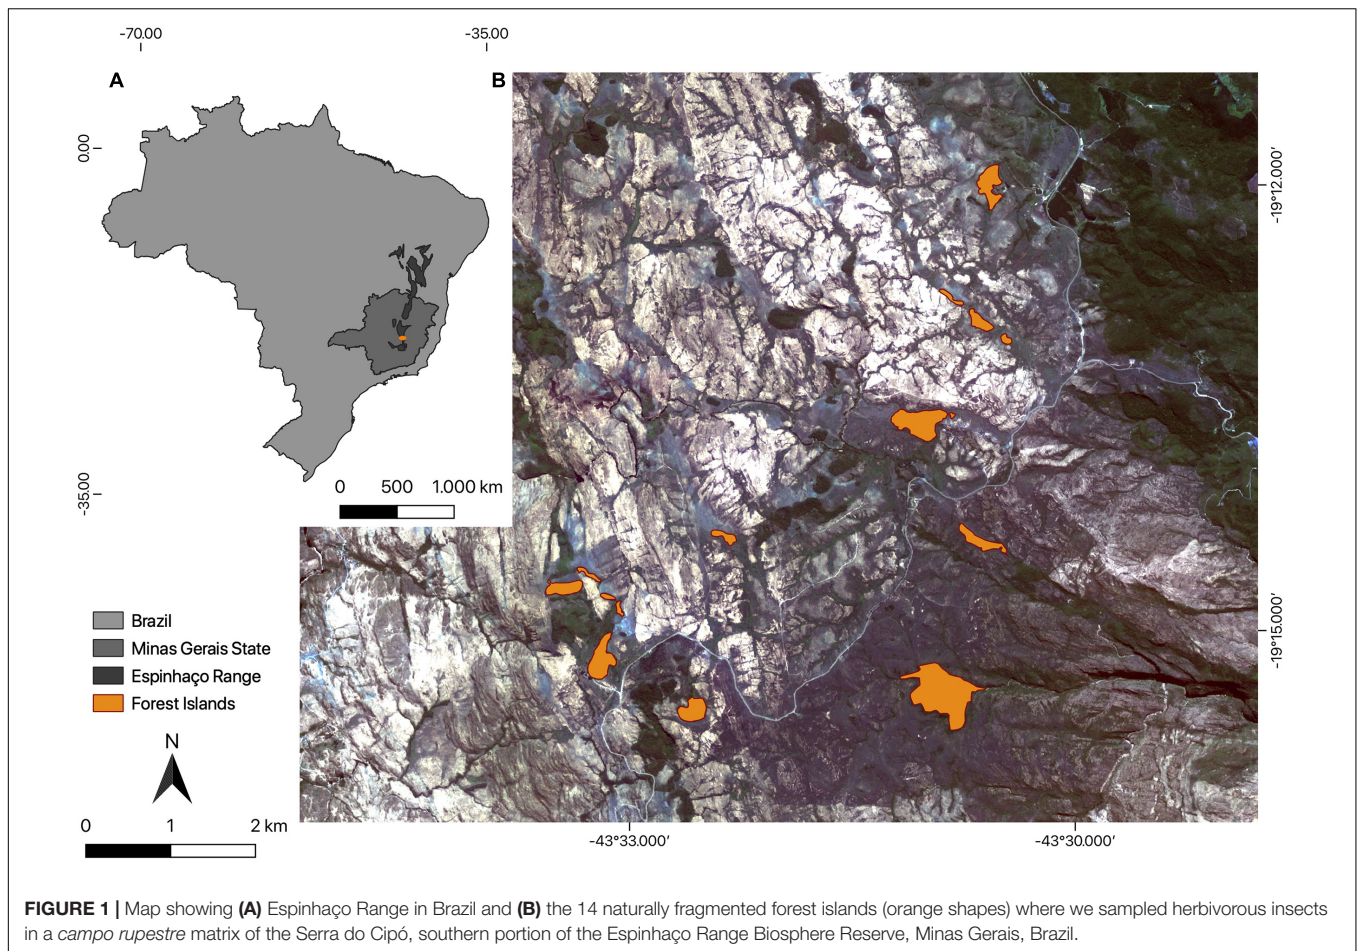 -70.00
-35.00
A
B
0.00
-35.00
-19°12.000′
-19°15.000′
0 500 1.000 km
Brazil
Minas Gerais State
Espinhaço Range
Forest Islands
N
0 1 2 km
-43°33.000′
-43°30.000′
FIGURE 1 | Map showing (A) Espinhaço Range in Brazil and (B) the 14 naturally fragmented forest islands (orange shapes) where we sampled herbivorous insects
in a campo rupestre matrix of the Serra do Cipó, southern portion of the Espinhaço Range Biosphere Reserve, Minas Gerais, Brazil.